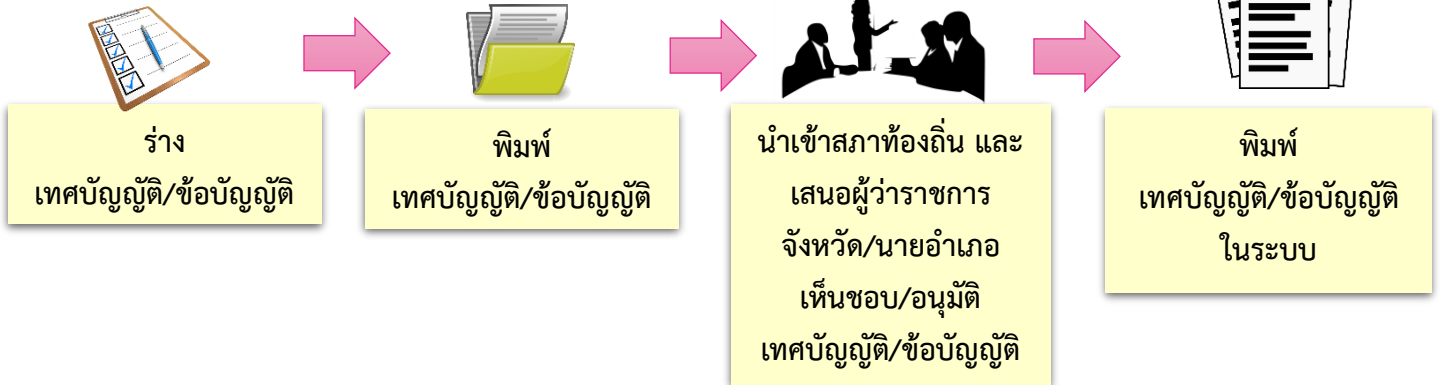 ร่าง
เทศบัญญัติ/ข้อบัญญัติ
พิมพ์
เทศบัญญัติ/ข้อบัญญัติ
นำเข้าสภาท้องถิ่น และ
เสนอผู้ว่าราชการ
จังหวัด/นายอำเภอ
เห็นชอบ/อนุมัติ
เทศบัญญัติ/ข้อบัญญัติ
พิมพ์
เทศบัญญัติ/ข้อบัญญัติ
ในระบบ